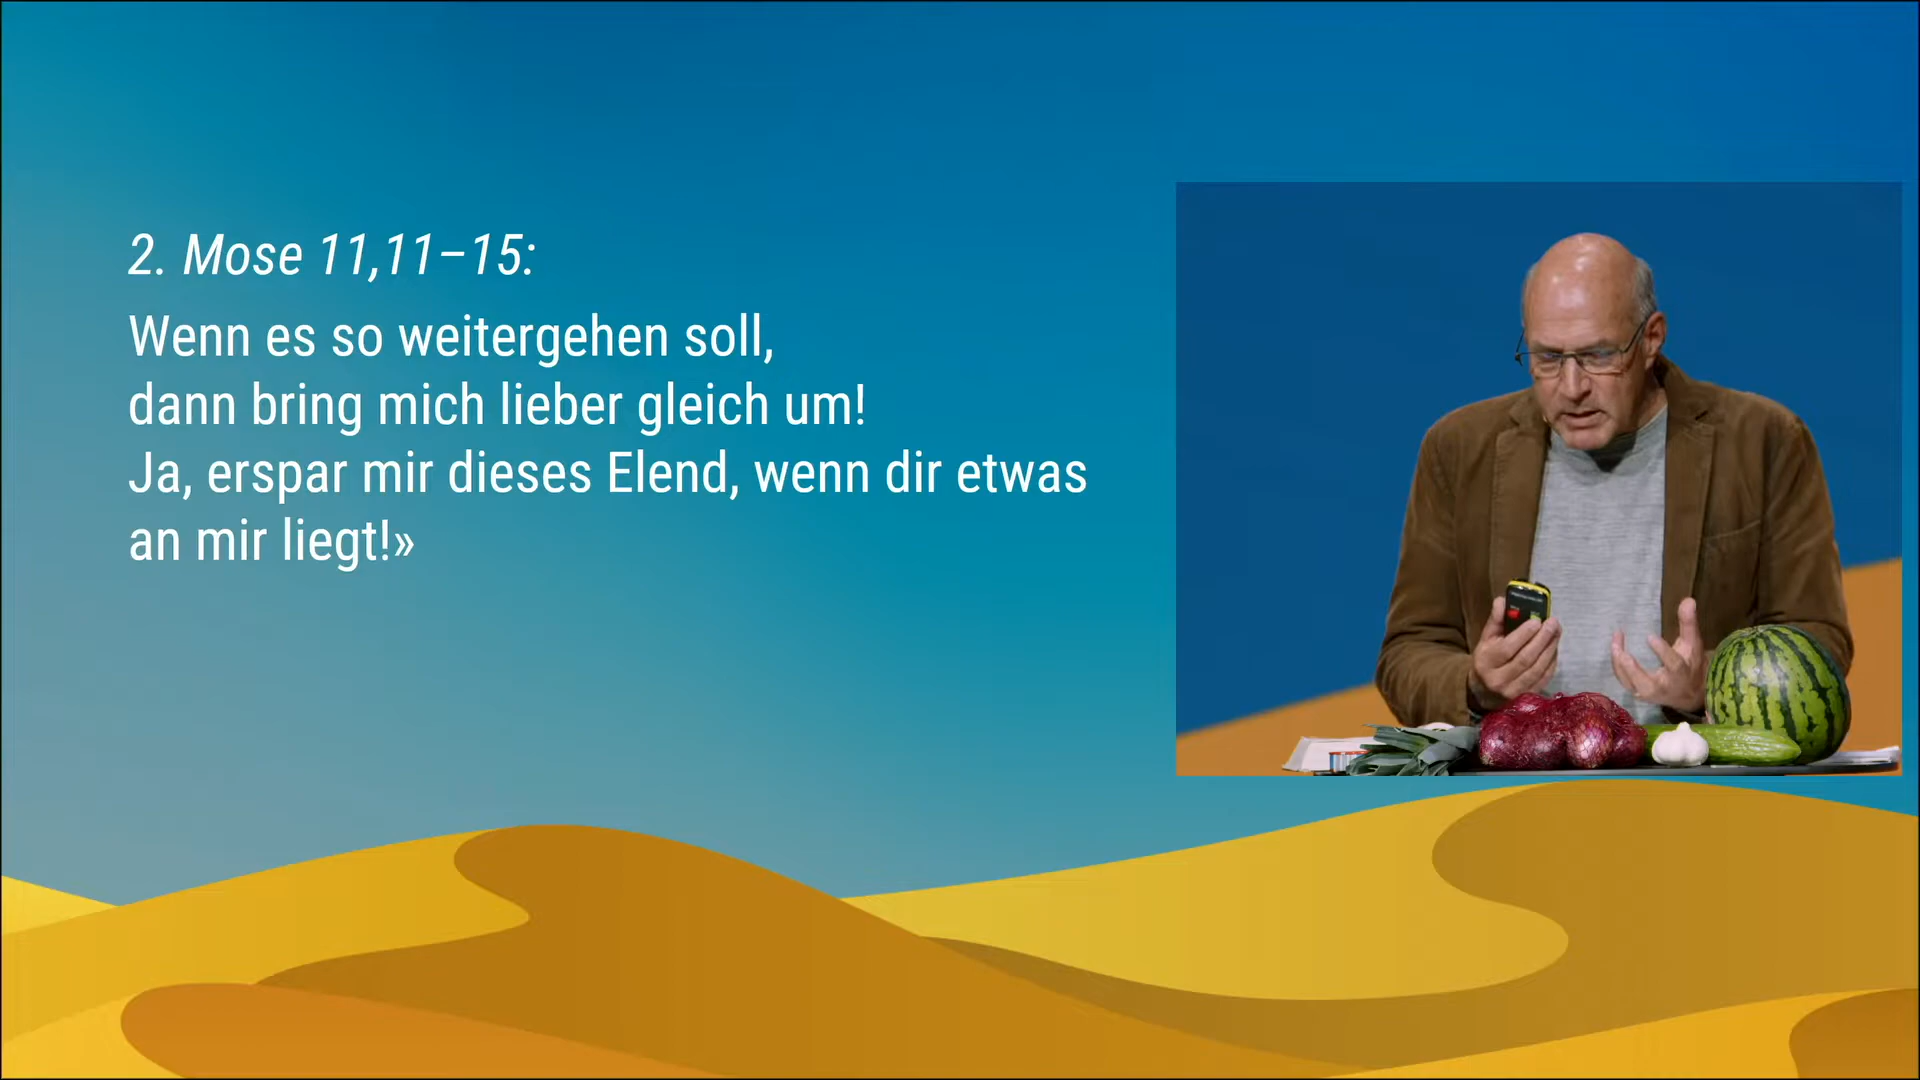 2. Mose 11,11–15:
Wenn es so weitergehen soll,
dann bring mich lieber gleich um!
Ja, erspar mir dieses Elend, wenn dir etwas
an mir liegt!»